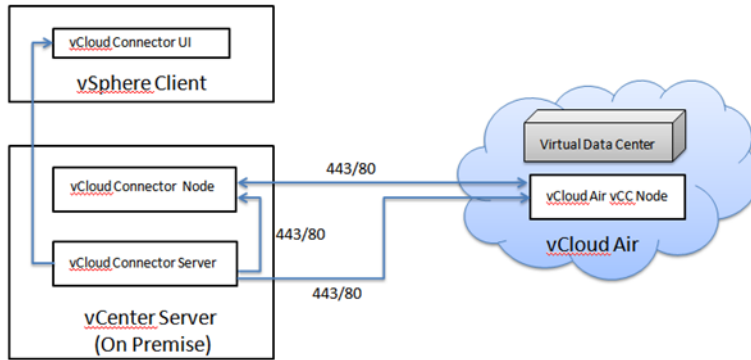 vCloud Connector UI
vSphere Client
vCloud Connector Node
443/80
vCloud Connector Server
443/80
443/80
vCenter Server
(On Premise)
Virtual Data Center
vCloud Air vCC Node
vCloud Air